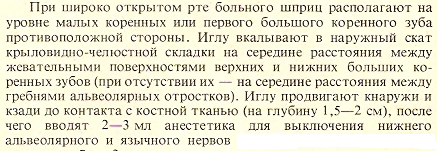 При широко открытом рте больного шприц располагают на
уровне малых коренных или первого большого коренного зуба
противоположной стороны. Иглу вкалывают в наружный скат
крыловидно-челюстной складки на середине расстояния между
жевательными поверхностями верхних и нижних больших ко-
ренных зубов (при отсутствии их — на середине расстояния между
гребнями альвеолярных отростков). Иглу продвигают кнаружи и
кзади до контакта с костной тканью (на глубину 1,5—2 см), после
чего вводят 2—3 мл анестетика для выключения нижнего
альвеолярного и язычного нервов